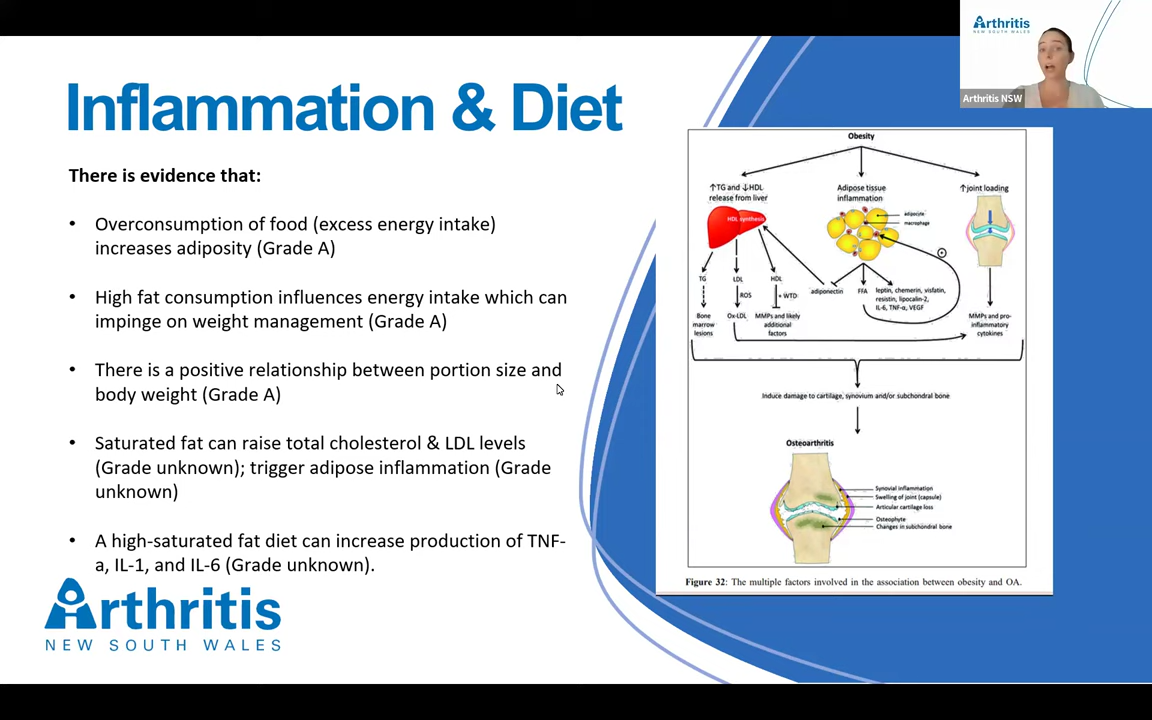 Inflammation & Diet
There is evidence that:
• Overconsumption of food (excess energy intake)
increases adiposity (Grade A)
• High fat consumption influences energy intake which can
impinge on weight management (Grade A)
• There is a positive relationship between portion size and
body weight (Grade A)
• Saturated fat can raise total cholesterol & LDL levels
(Grade unknown); trigger adipose inflammation (Grade
unknown)
• A high-saturated fat diet can increase production of TNF-
a, IL-1, and IL-6 (Grade unknown).
Arthritis
NEW SOUTH WALES
Arthritis
NEW SOUTH WALES
Arthritis NSW
Obesity
↑TG and ↓HDL
release from liver
Adipose tissue
inflammation
↑joint loading
HDL synthesis
adipocyte
macrophage
TG
LDL
HDL
ROS
+ WTD
adiponectin
FFA
leptin, chemerin, visfatin,
resistin, lipocalin-2,
IL-6, TNF-α, VEGF
+
Bone
marrow
lesions
Ox-LDL
MMPs and likely
additional
factors
MMPs and pro-
inflammatory
cytokines
Induce damage to cartilage, synovium and/or subchondral bone
Osteoarthritis
Synovial inflammation
Swelling of joint (capsule)
Articular cartilage loss
Osteophyte
Changes in subchondral bone
Figure 32: The multiple factors involved in the association between obesity and OA.